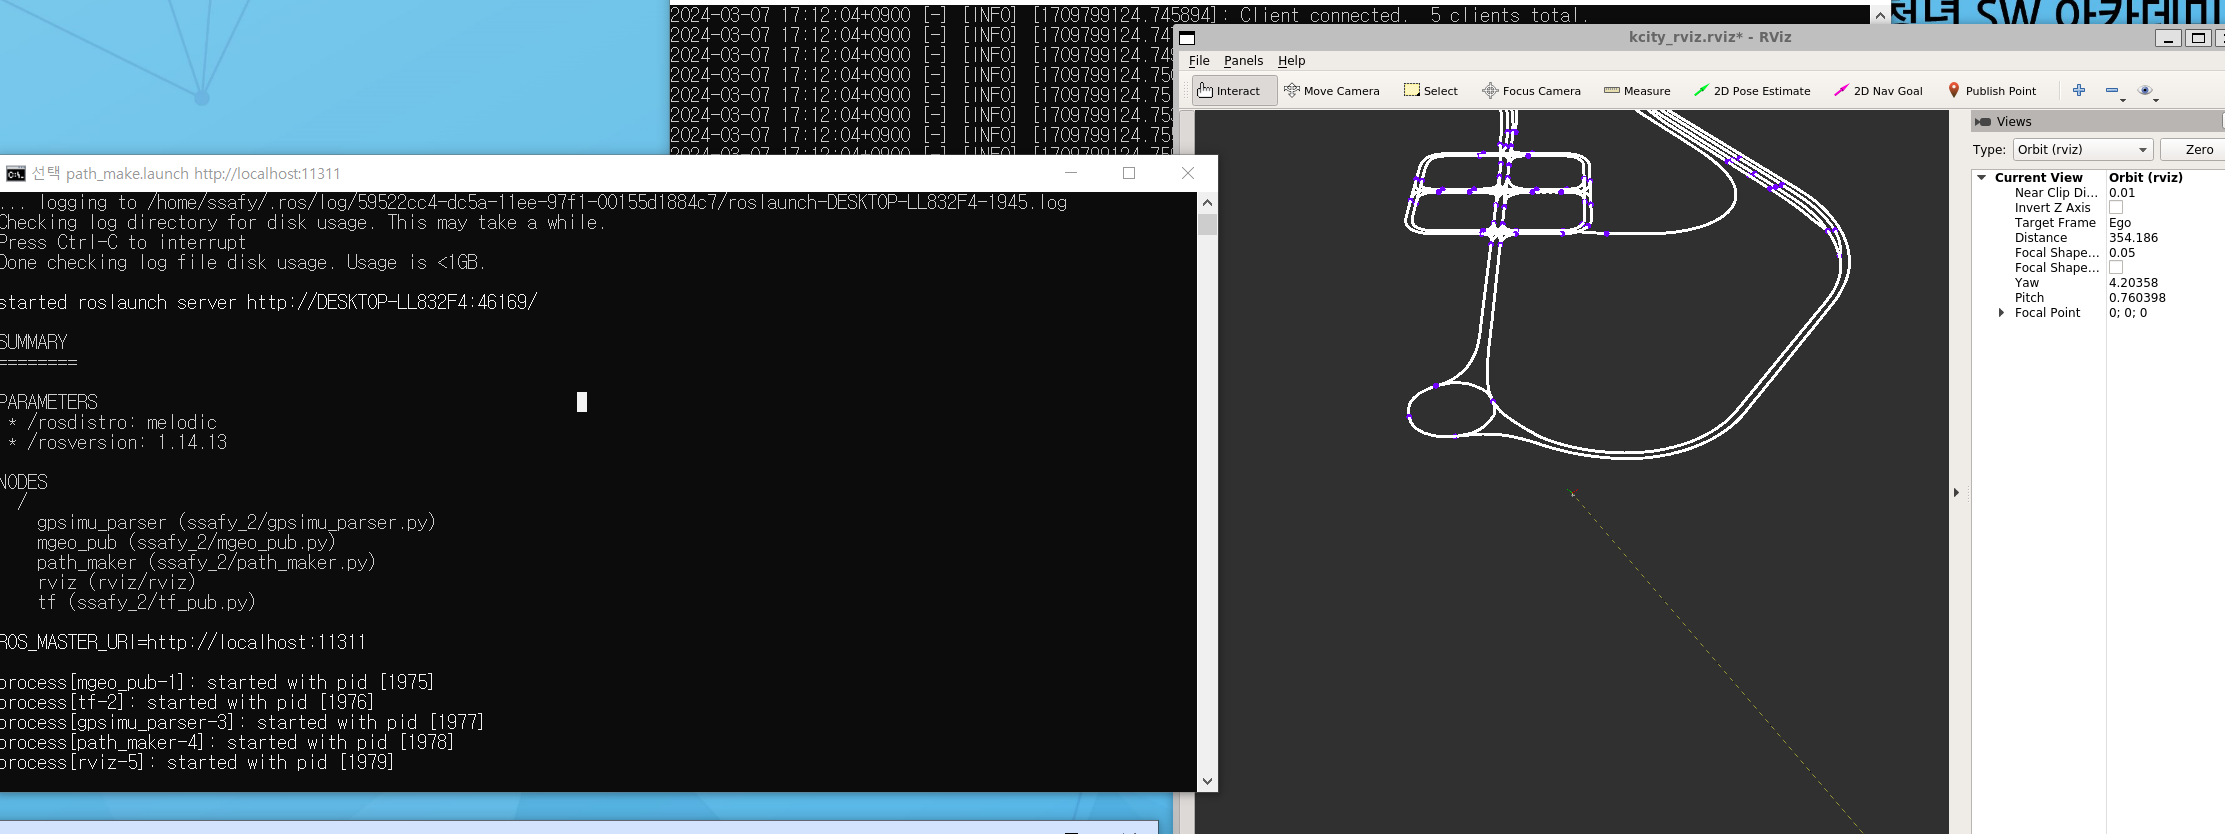 2024-03-07 17:12:04+0900 [-] [INFO] [1709799124.745894]: Client connected.  5 clients total.
2024-03-07 17:12:04+0900 [-] [INFO] [1709799124.74
2024-03-07 17:12:04+0900 [-] [INFO] [1709799124.74
2024-03-07 17:12:04+0900 [-] [INFO] [1709799124.750
2024-03-07 17:12:04+0900 [-] [INFO] [1709799124.75
2024-03-07 17:12:04+0900 [-] [INFO] [1709799124.75
2024-03-07 17:12:04+0900 [-] [INFO] [1709799124.75
SW 아카데미
선택 path_make.launch http://localhost:11311
... logging to /home/ssafy/.ros/log/59522cc4-dc5a-11ee-97f1-00155d1884c7/roslaunch-DESKTOP-LL832F4-1945.log
Checking log directory for disk usage. This may take a while.
Press Ctrl-C to interrupt
Done checking log file disk usage. Usage is <1GB.
started roslaunch server http://DESKTOP-LL832F4:46169/
SUMMARY
========
PARAMETERS
* /rosdistro: melodic
* /rosversion: 1.14.13
NODES
/
gpsimu_parser (ssafy_2/gpsimu_parser.py)
mgeo_pub (ssafy_2/mgeo_pub.py)
path_maker (ssafy_2/path_maker.py)
rviz (rviz/rviz)
tf (ssafy_2/tf_pub.py)
ROS_MASTER_URI=http://localhost:11311
process[mgeo_pub-1]: started with pid [1975]
process[tf-2]: started with pid [1976]
process[gpsimu_parser-3]: started with pid [1977]
process[path_maker-4]: started with pid [1978]
process[rviz-5]: started with pid [1979]
kcity_rviz.rviz* - RViz
File Panels Help
Interact Move Camera Select Focus Camera Measure 2D Pose Estimate 2D Nav Goal Publish Point
Views
Type: Orbit (rviz) Zero
Current View Orbit (rviz)
Near Clip Di... 0.01
Invert Z Axis
Target Frame Ego
Distance 354.186
Focal Shape... 0.05
Focal Shape...
Yaw 4.20358
Pitch 0.760398
Focal Point 0; 0; 0